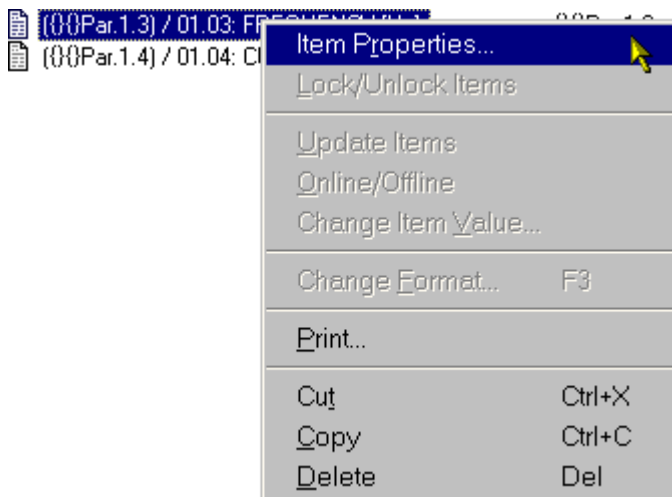 ({}{}Par.1.3) / 01.03:
({}{}Par.1.4) / 01.04:
Item Properties...
Lock/Unlock Items
Update Items
Online/Offline
Change Item Value...
Change Format... F3
Print...
Cut Ctrl+X
Copy Ctrl+C
Delete Del